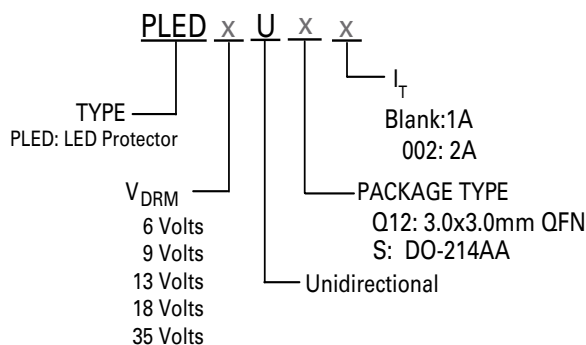 PLED x U x x
I_T
Blank:1A
002: 2A
TYPE
PLED: LED Protector
V_DRM
6 Volts
9 Volts
13 Volts
18 Volts
35 Volts
PACKAGE TYPE
Q12: 3.0x3.0mm QFN
S: DO-214AA
Unidirectional